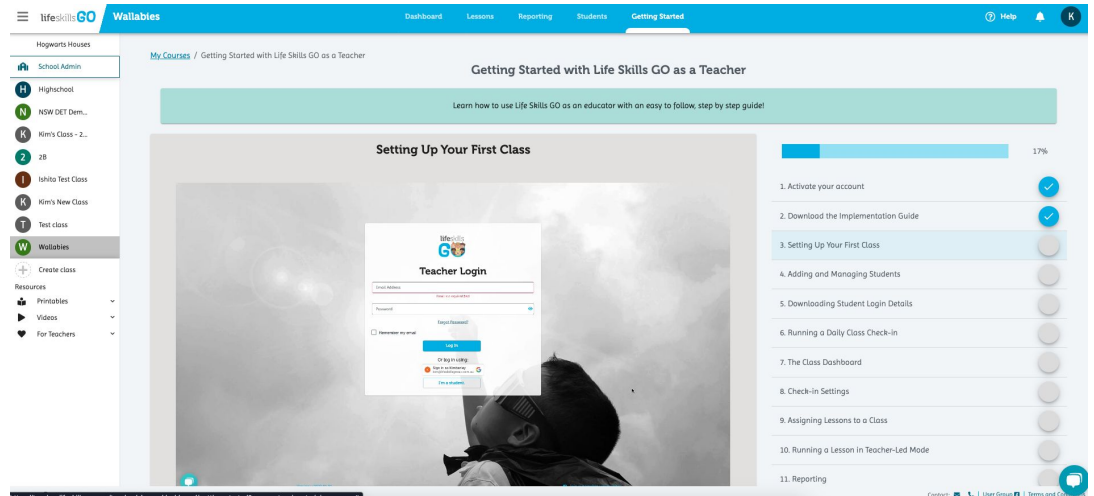 lifeskills GO
Wallabies
Dashboard
Lessons
Reporting
Students
Getting Started
Help
K
Hogwarts Houses
School Admin
H Highschool
N NSW DET Dem...
K Kim's Class - 2...
2 2B
I Ishita Test Class
K Kim's New Class
T Test class
W Wallabies
Create class
Resources
Printables
Videos
For Teachers
My Courses / Getting Started with Life Skills GO as a Teacher
Getting Started with Life Skills GO as a Teacher
Learn how to use Life Skills GO as an educator with an easy to follow, step by step guide!
Setting Up Your First Class
lifeskills
GO
Teacher Login
Email Address
Password
Forgot Password?
Remember my email
Log In
Or log in using:
I'm a student
17%
1. Activate your account
2. Download the Implementation Guide
3. Setting Up Your First Class
4. Adding and Managing Students
5. Downloading Student Login Details
6. Running a Daily Class Check-in
7. The Class Dashboard
8. Check-in Settings
9. Assigning Lessons to a Class
10. Running a Lesson in Teacher-Led Mode
11. Reporting
Contact: | User Group | Terms and